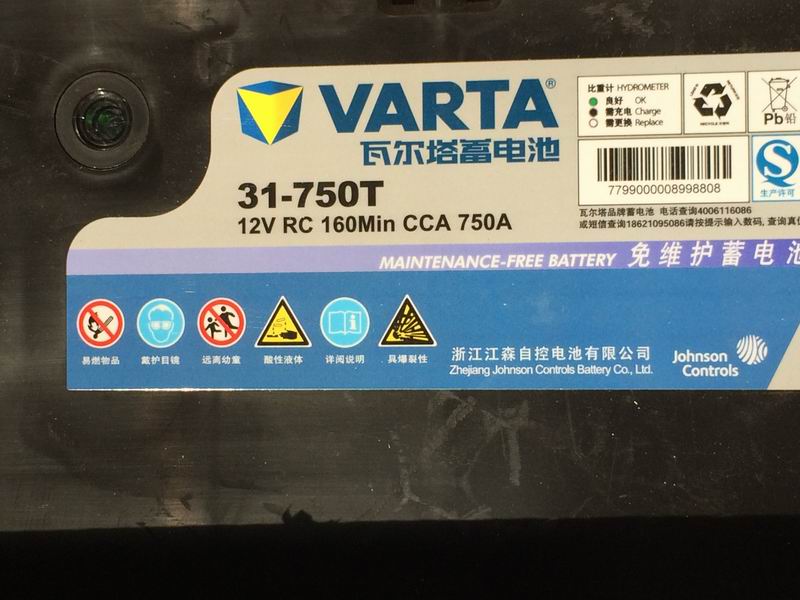 VARTA®
瓦尔塔蓄电池
31-750T
12V RC 160Min CCA 750A
比重计 HYDROMETER
良好 OK
需充电 Charge
需更换 Replace
Pb铅
7799000008998808
S
生产许可
瓦尔塔品牌蓄电池 电话查询4006116086
或短信查询18621095086请按提示输入数码, 查询真
MAINTENANCE-FREE BATTERY 免维护蓄电池
易燃物品
戴护目镜
远离幼童
酸性液体
详阅说明
具爆裂性
浙江江森自控电池有限公司
Zhejiang Johnson Controls Battery Co., Ltd.
Johnson
Controls